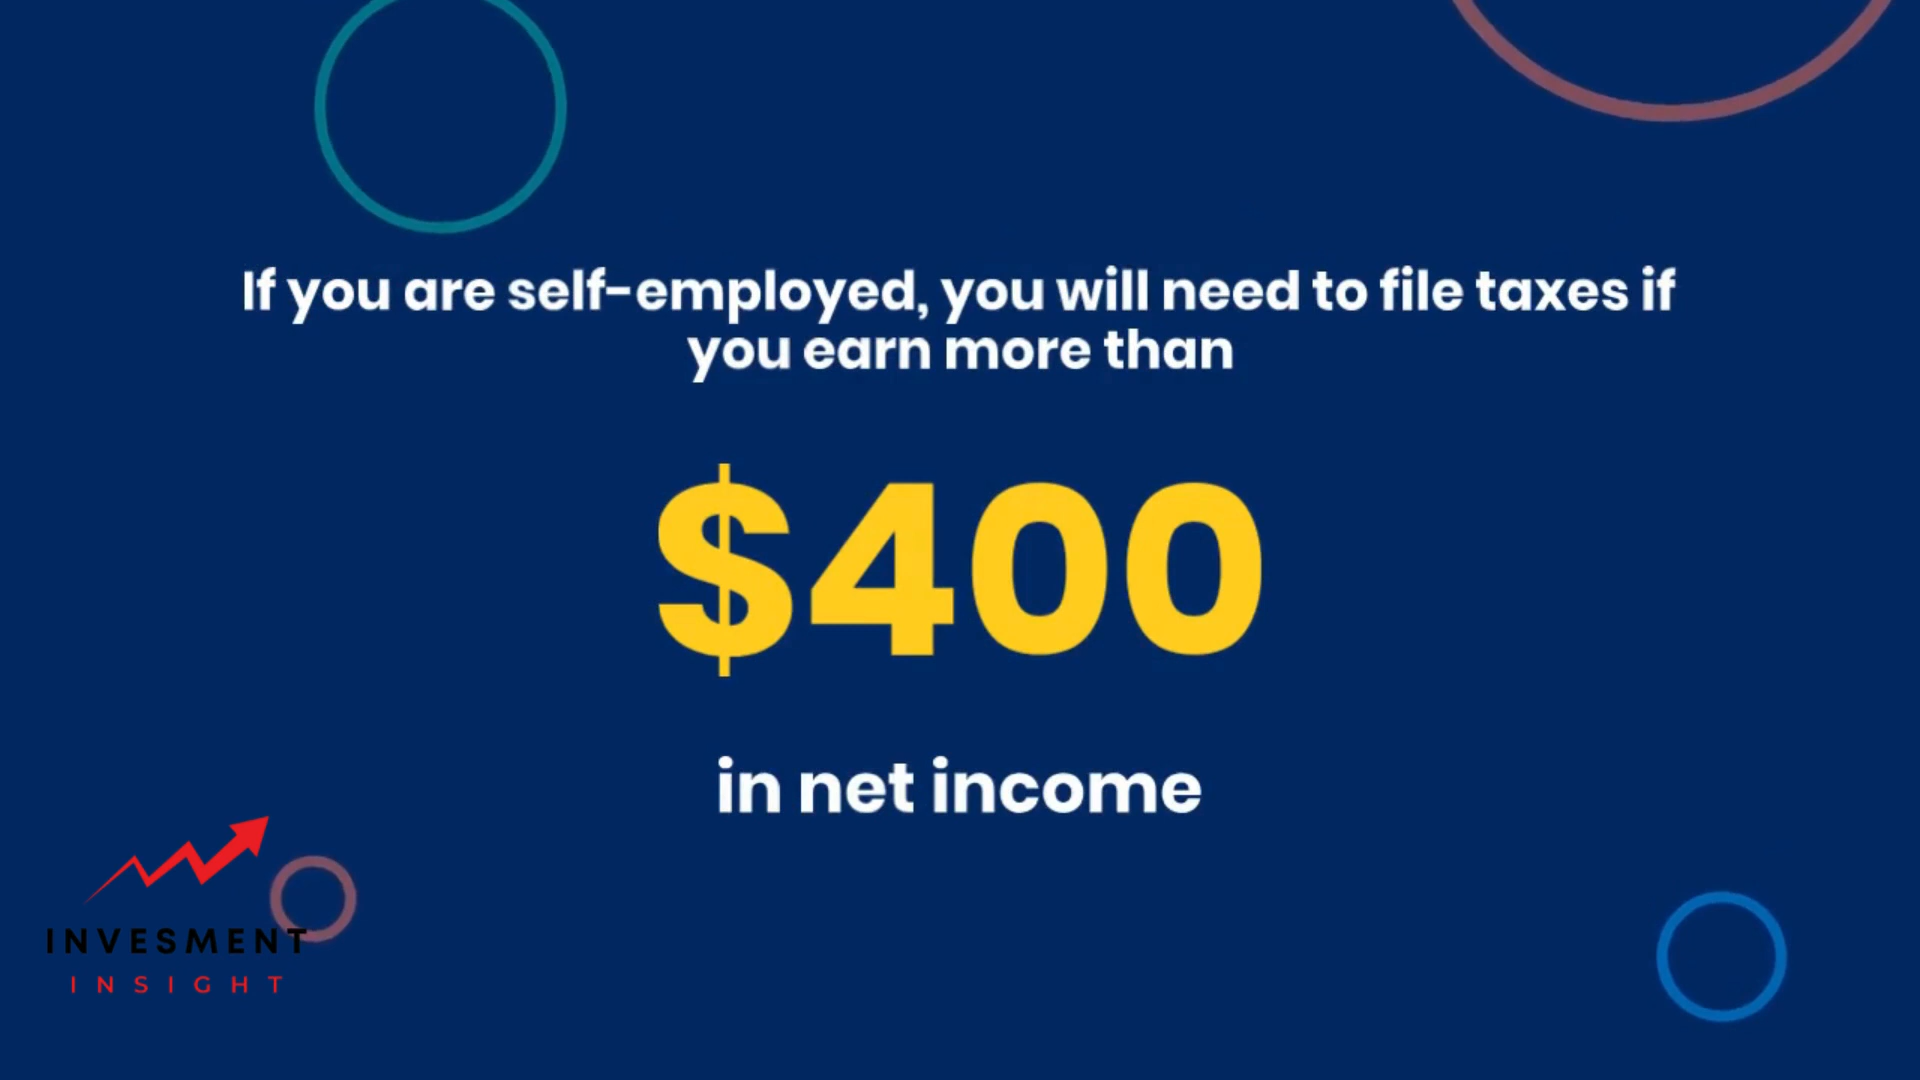 If you are self-employed, you will need to file taxes if
you earn more than
$400
in net income
INVESMENT
INSIGHT